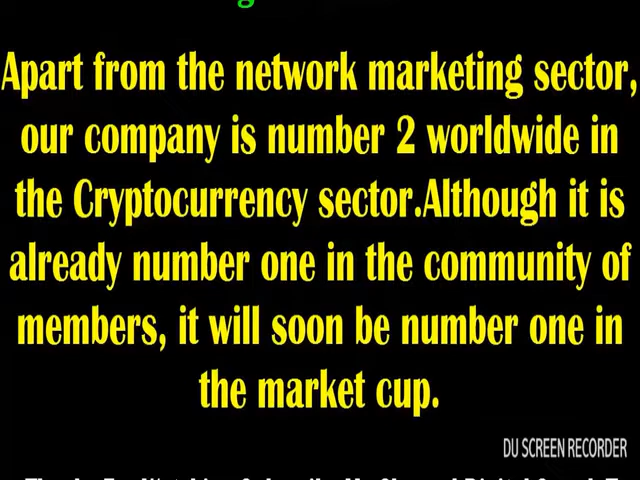 Apart from the network marketing sector,
our company is number 2 worldwide in
the Cryptocurrency sector.Although it is
already number one in the community of
members, it will soon be number one in
the market cup.
DU SCREEN RECORDER